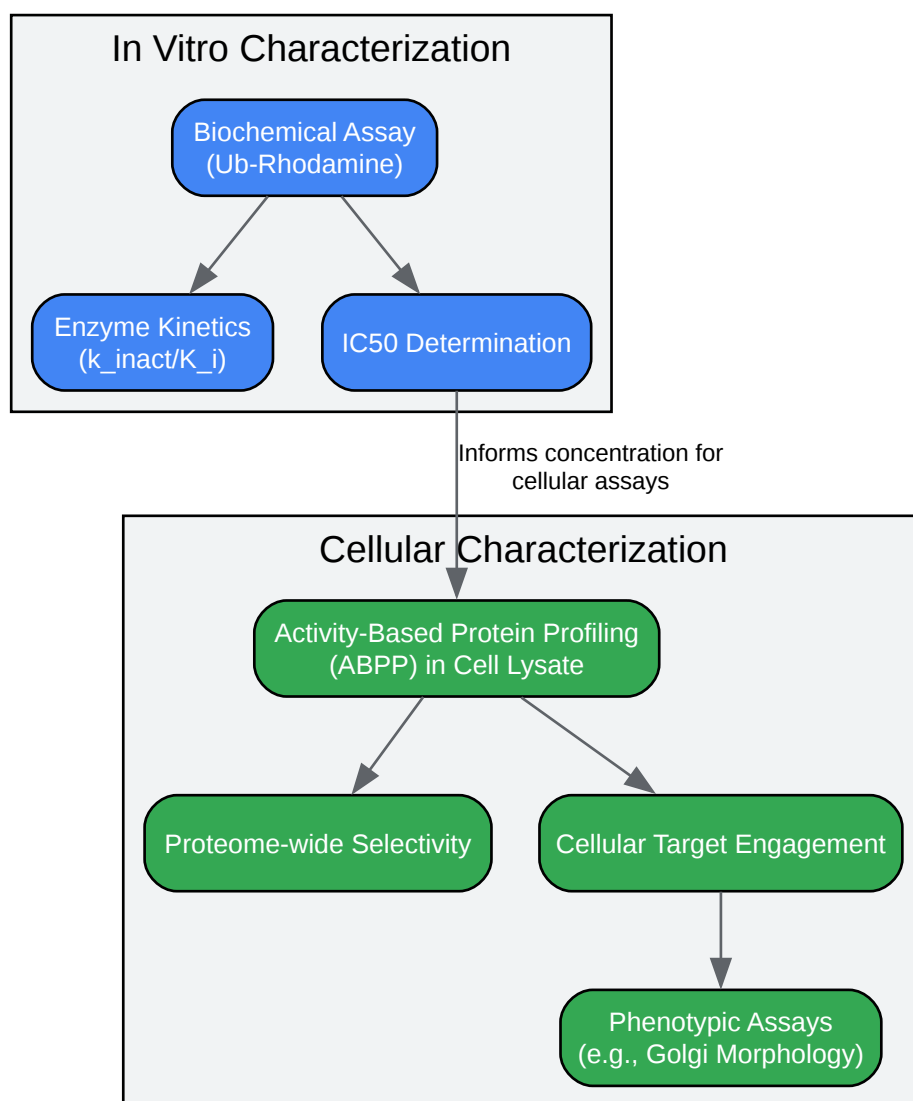 In Vitro Characterization
Biochemical Assay
(Ub-Rhodamine)
Enzyme Kinetics
(k_inact/K_i)
IC50 Determination
Informs concentration for
cellular assays
Cellular Characterization
Activity-Based Protein Profiling
(ABPP) in Cell Lysate
Proteome-wide Selectivity
Cellular Target Engagement
Phenotypic Assays
(e.g., Golgi Morphology)